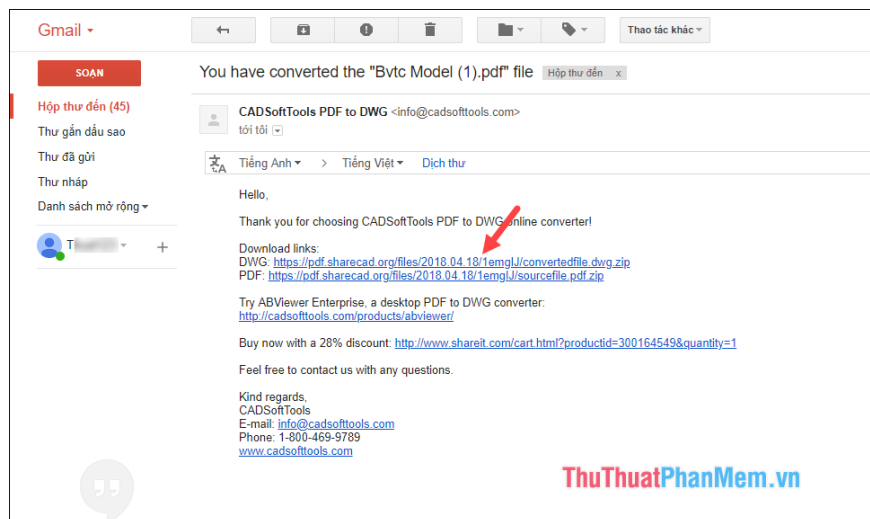 Gmail
Thao tác khác
SOẠN
You have converted the "Bvtc Model (1).pdf" file Hộp thư đến x
Hộp thư đến (45)
Thư gắn dấu sao
Thư đã gửi
Thư nháp
Danh sách mở rộng
CADSoftTools PDF to DWG <info@cadsofttools.com>
tới tôi
Tiếng Anh > Tiếng Việt Dịch thư
Hello,
Thank you for choosing CADSoftTools PDF to DWG online converter!
Download links:
DWG: https://pdf.sharecad.org/files/2018.04.18/1emgIJ/convertedfile.dwg.zip
PDF: https://pdf.sharecad.org/files/2018.04.18/1emgIJ/sourcefile.pdf.zip
Try ABViewer Enterprise, a desktop PDF to DWG converter:
http://cadsofttools.com/products/abviewer/
Buy now with a 28% discount: http://www.shareit.com/cart.html?productid=300164549&quantity=1
Feel free to contact us with any questions.
Kind regards,
CADSoftTools
E-mail: info@cadsofttools.com
Phone: 1-800-469-9789
www.cadsofttools.com
ThuThuatPhanMem.vn